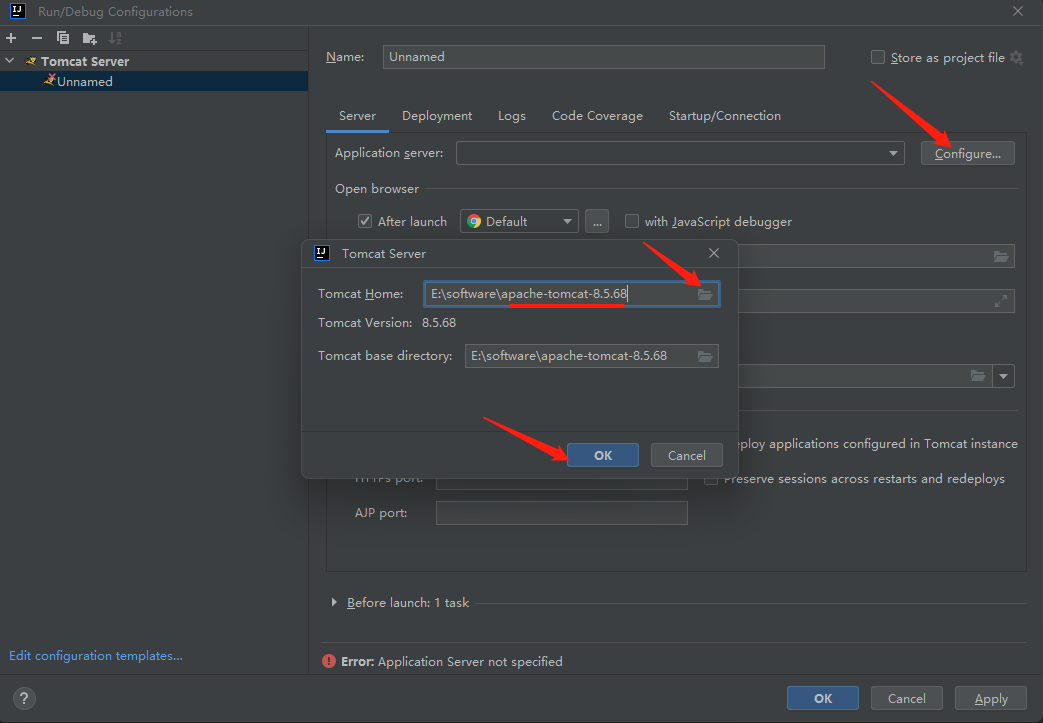 Run/Debug Configurations
Tomcat Server
Unnamed
Name: Unnamed
Store as project file
Server Deployment Logs Code Coverage Startup/Connection
Application server: Configure...
Open browser
After launch Default ... with JavaScript debugger
Tomcat Server
Tomcat Home: E:\software\apache-tomcat-8.5.68
Tomcat Version: 8.5.68
Tomcat base directory: E:\software\apache-tomcat-8.5.68
OK Cancel
applications configured in Tomcat instance
HTTPs port: Preserve sessions across restarts and redeploys
AJP port:
Before launch: 1 task
Edit configuration templates...
Error: Application Server not specified
? OK Cancel Apply